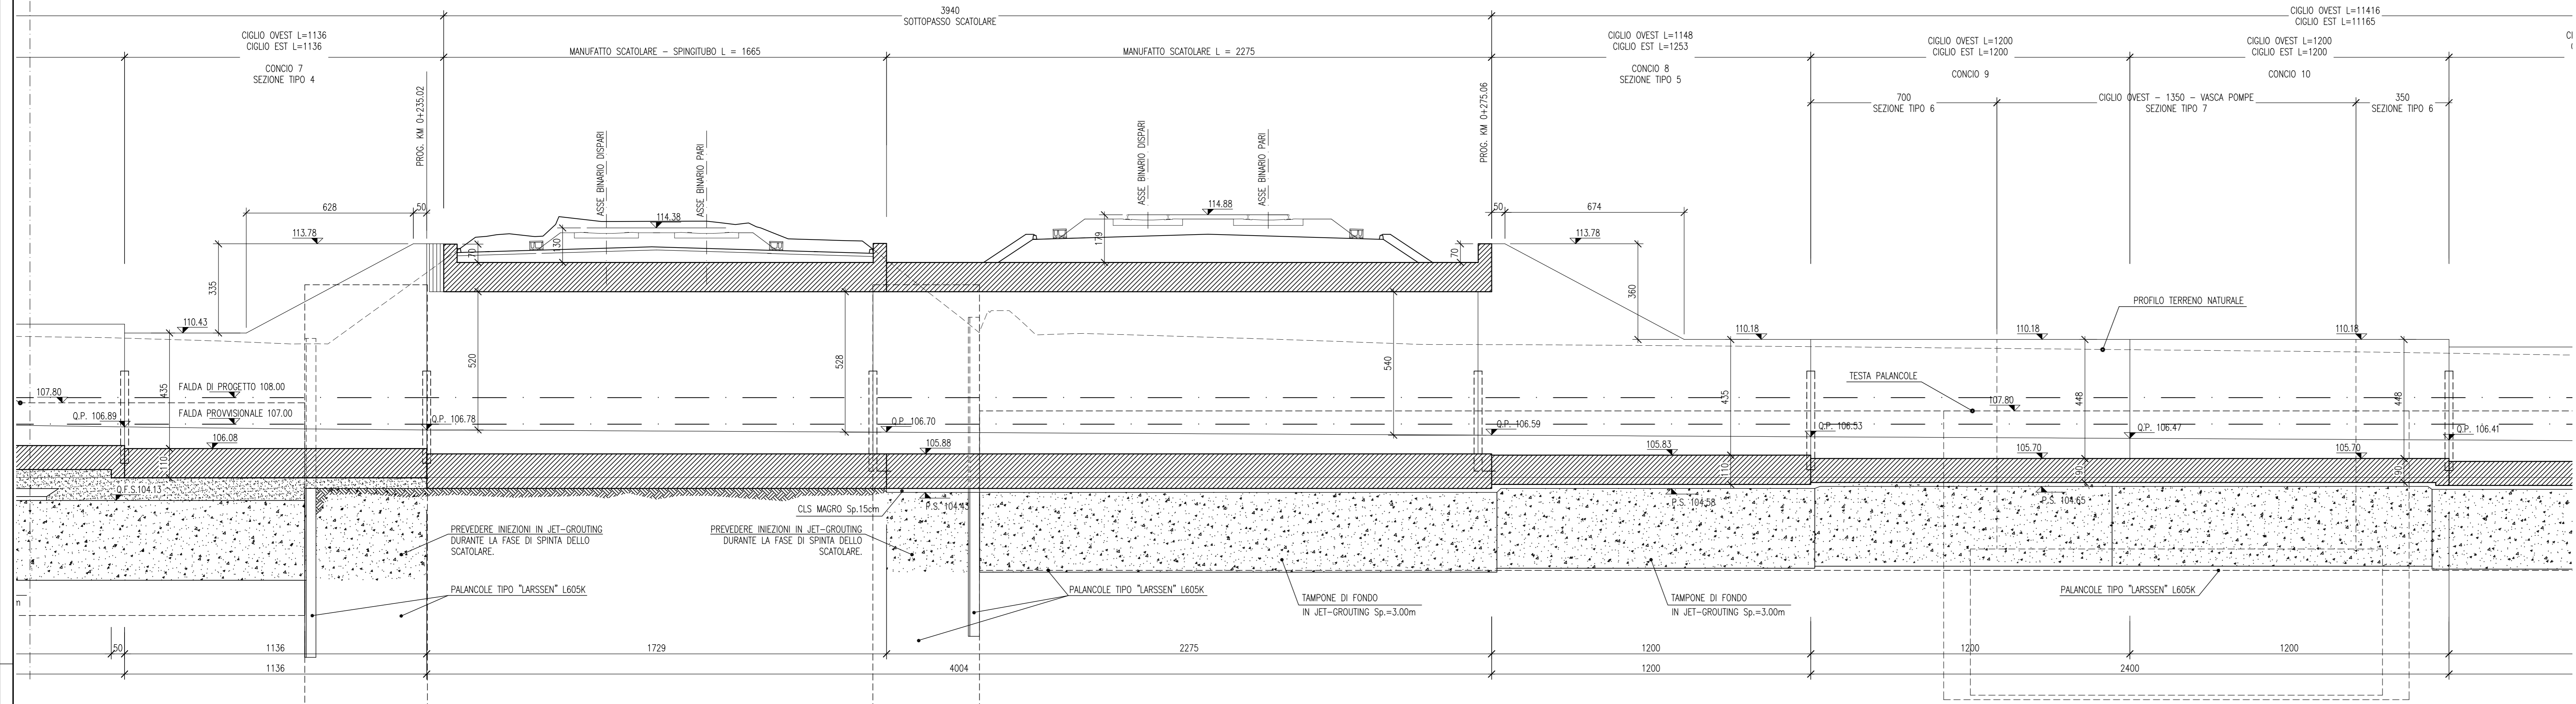 3940
SOTTOPASSO SCATOLARE
CIGLIO OVEST L=11416
CIGLIO EST L=11165
CIGLIO OVEST L=1136
CIGLIO EST L=1136
CONCIO 7
SEZIONE TIPO 4
MANUFATTO SCATOLARE - SPINGITUBO L = 1665
MANUFATTO SCATOLARE L = 2275
CIGLIO OVEST L=1148
CIGLIO EST L=1253
CONCIO 8
SEZIONE TIPO 5
CIGLIO OVEST L=1200
CIGLIO EST L=1200
CONCIO 9
CIGLIO OVEST L=1200
CIGLIO EST L=1200
CONCIO 10
700
SEZIONE TIPO 6
CIGLIO OVEST - 1350 - VASCA POMPE
SEZIONE TIPO 7
350
SEZIONE TIPO 6
PROG. KM 0+235.02
PROG. KM 0+275.06
ASSE BINARIO DISPARI
ASSE BINARIO PARI
ASSE BINARIO DISPARI
ASSE BINARIO PARI
628
50
113.78
335
110.43
70
130
114.38
179
114.88
70
50
674
113.78
360
110.18
110.18
110.18
PROFILO TERRENO NATURALE
TESTA PALANCOLE
107.80
435
520
528
540
435
448
448
107.80
FALDA DI PROGETTO 108.00
FALDA PROVVISIONALE 107.00
Q.P. 106.89
Q.P. 106.78
Q.P. 106.70
Q.P. 106.59
Q.P. 106.53
Q.P. 106.47
Q.P. 106.41
106.08
105.88
105.83
105.70
105.70
110
110
90
90
Q.F.S.104.13
CLS MAGRO Sp.15cm
P.S. 104.43
P.S. 104.58
P.S. 104.65
PREVEDERE INIEZIONI IN JET-GROUTING
DURANTE LA FASE DI SPINTA DELLO
SCATOLARE.
PREVEDERE INIEZIONI IN JET-GROUTING
DURANTE LA FASE DI SPINTA DELLO
SCATOLARE.
PALANCOLE TIPO "LARSSEN" L605K
PALANCOLE TIPO "LARSSEN" L605K
TAMPONE DI FONDO
IN JET-GROUTING Sp.=3.00m
TAMPONE DI FONDO
IN JET-GROUTING Sp.=3.00m
PALANCOLE TIPO "LARSSEN" L605K
50
1136
1729
2275
1200
1200
1200
1136
4004
1200
2400